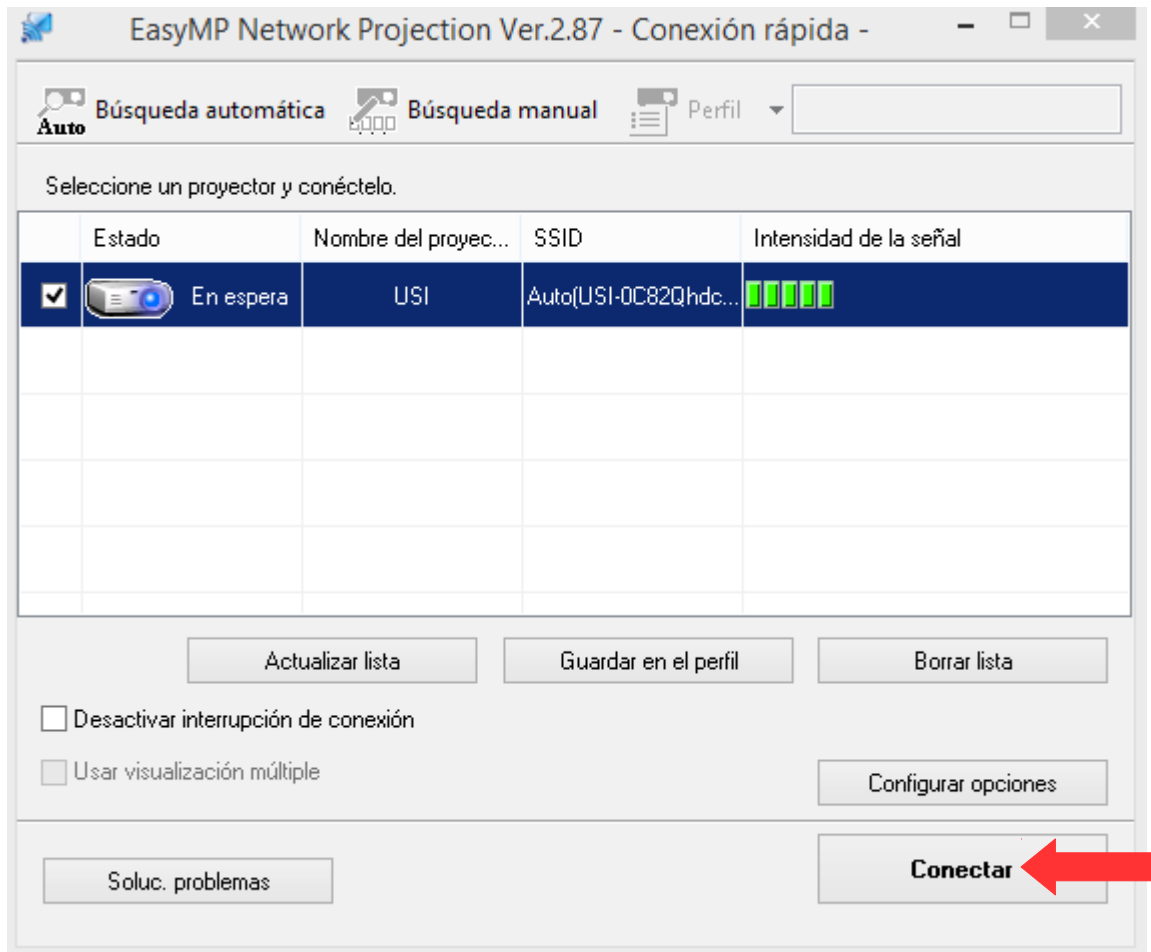 EasyMP Network Projection Ver.2.87 - Conexión rápida -
Auto Búsqueda automática Búsqueda manual Perfil
Seleccione un proyector y conéctelo.
Estado Nombre del proyec... SSID Intensidad de la señal
En espera USI Auto(USI-0C82Qhdc...
Actualizar lista Guardar en el perfil Borrar lista
Desactivar interrupción de conexión
Usar visualización múltiple
Configurar opciones
Soluc. problemas Conectar